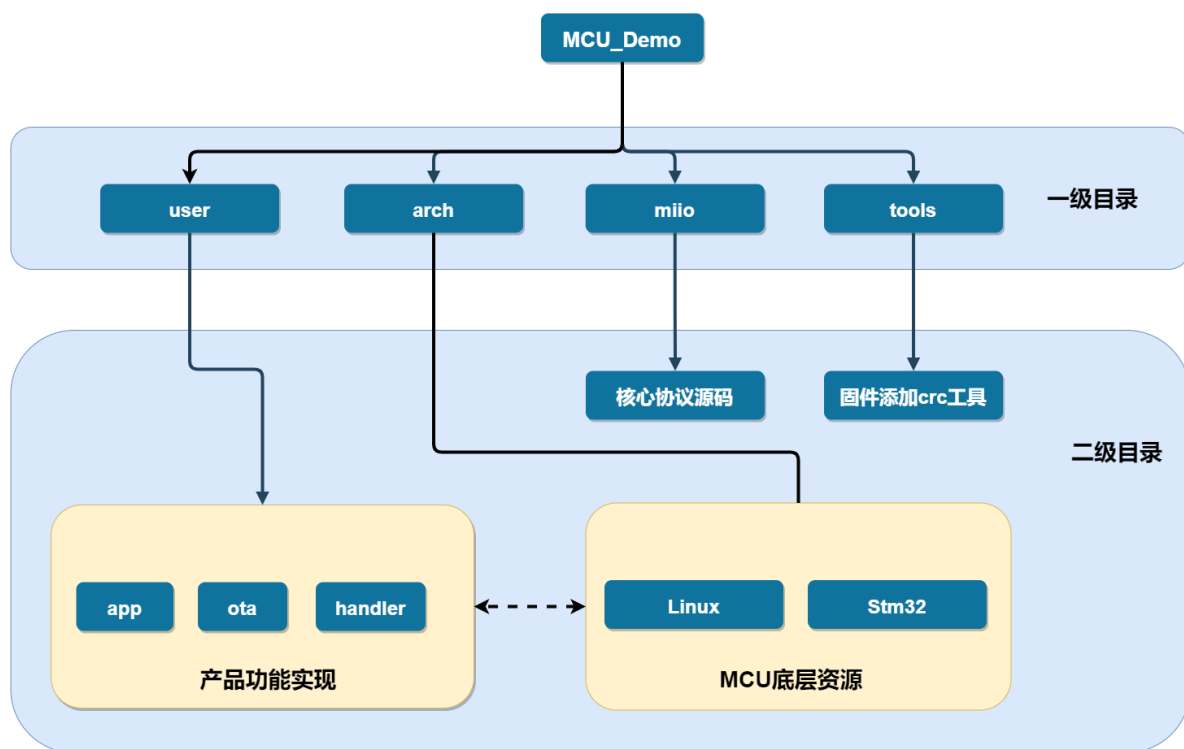 MCU_Demo
user
arch
miio
tools
一级目录
核心协议源码
固件添加crc工具
二级目录
app
ota
handler
产品功能实现
Linux
Stm32
MCU底层资源